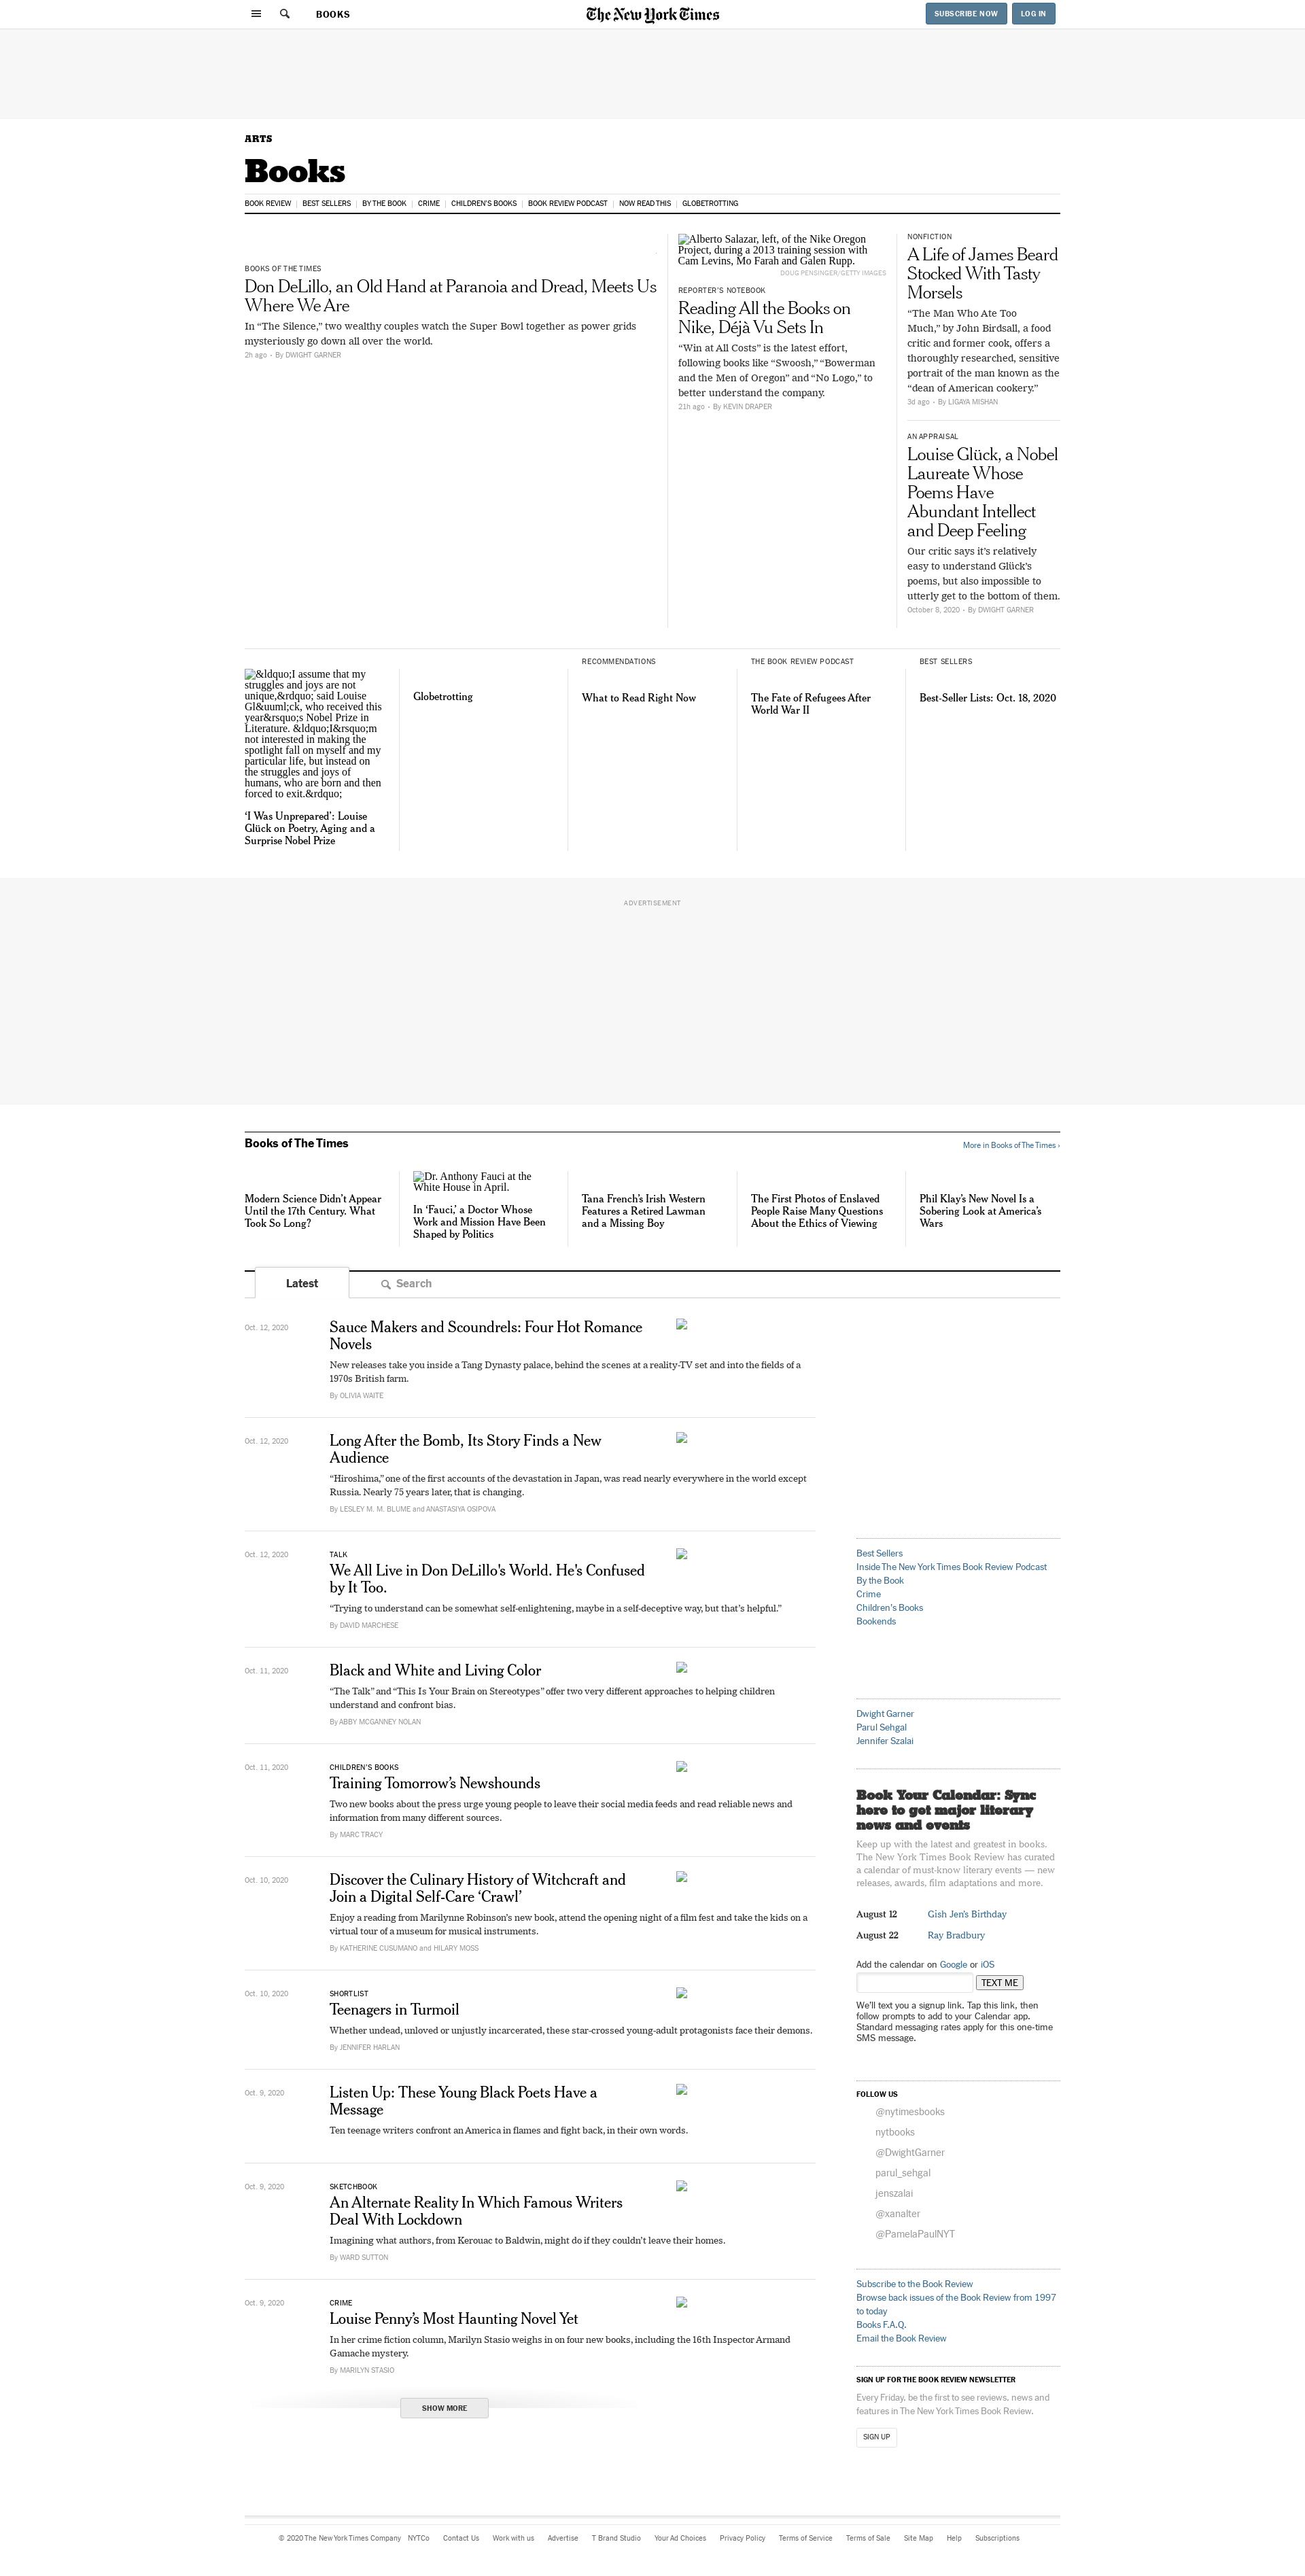 BOOKS
The New York Times
SUBSCRIBE NOW
LOG IN
ARTS
Books
BOOK REVIEW
BEST SELLERS
BY THE BOOK
CRIME
CHILDREN'S BOOKS
BOOK REVIEW PODCAST
NOW READ THIS
GLOBETROTTING
BOOKS OF THE TIMES
Don DeLillo, an Old Hand at Paranoia and Dread, Meets Us
Where We Are
In “The Silence,” two wealthy couples watch the Super Bowl together as power grids
mysteriously go down all over the world.
2h ago • By DWIGHT GARNER
Alberto Salazar, left, of the Nike Oregon
Project, during a 2013 training session with
Cam Levins, Mo Farah and Galen Rupp.
DOUG PENSINGER/GETTY IMAGES
REPORTER’S NOTEBOOK
Reading All the Books on
Nike, Déjà Vu Sets In
“Win at All Costs” is the latest effort,
following books like “Swoosh,” “Bowerman
and the Men of Oregon” and “No Logo,” to
better understand the company.
21h ago • By KEVIN DRAPER
NONFICTION
A Life of James Beard
Stocked With Tasty
Morsels
“The Man Who Ate Too
Much,” by John Birdsall, a food
critic and former cook, offers a
thoroughly researched, sensitive
portrait of the man known as the
“dean of American cookery.”
3d ago • By LIGAYA MISHAN
AN APPRAISAL
Louise Glück, a Nobel
Laureate Whose
Poems Have
Abundant Intellect
and Deep Feeling
Our critic says it’s relatively
easy to understand Glück’s
poems, but also impossible to
utterly get to the bottom of them.
October 8, 2020 • By DWIGHT GARNER
&ldquo;I assume that my
struggles and joys are not
unique,&rdquo; said Louise
Gl&uuml;ck, who received this
year&rsquo;s Nobel Prize in
Literature. &ldquo;I&rsquo;m
not interested in making the
spotlight fall on myself and my
particular life, but instead on
the struggles and joys of
humans, who are born and then
forced to exit.&rdquo;
‘I Was Unprepared’: Louise
Glück on Poetry, Aging and a
Surprise Nobel Prize
Globetrotting
RECOMMENDATIONS
What to Read Right Now
THE BOOK REVIEW PODCAST
The Fate of Refugees After
World War II
BEST SELLERS
Best-Seller Lists: Oct. 18, 2020
ADVERTISEMENT
Books of The Times
More in Books of The Times ›
Modern Science Didn’t Appear
Until the 17th Century. What
Took So Long?
Dr. Anthony Fauci at the
White House in April.
In ‘Fauci,’ a Doctor Whose
Work and Mission Have Been
Shaped by Politics
Tana French’s Irish Western
Features a Retired Lawman
and a Missing Boy
The First Photos of Enslaved
People Raise Many Questions
About the Ethics of Viewing
Phil Klay’s New Novel Is a
Sobering Look at America’s
Wars
Latest
Search
Oct. 12, 2020
Sauce Makers and Scoundrels: Four Hot Romance
Novels
New releases take you inside a Tang Dynasty palace, behind the scenes at a reality-TV set and into the fields of a
1970s British farm.
By OLIVIA WAITE
Oct. 12, 2020
Long After the Bomb, Its Story Finds a New
Audience
“Hiroshima,” one of the first accounts of the devastation in Japan, was read nearly everywhere in the world except
Russia. Nearly 75 years later, that is changing.
By LESLEY M. M. BLUME and ANASTASIYA OSIPOVA
Oct. 12, 2020
TALK
We All Live in Don DeLillo's World. He's Confused
by It Too.
“Trying to understand can be somewhat self-enlightening, maybe in a self-deceptive way, but that’s helpful.”
By DAVID MARCHESE
Oct. 11, 2020
Black and White and Living Color
“The Talk” and “This Is Your Brain on Stereotypes” offer two very different approaches to helping children
understand and confront bias.
By ABBY MCGANNEY NOLAN
Oct. 11, 2020
CHILDREN’S BOOKS
Training Tomorrow’s Newshounds
Two new books about the press urge young people to leave their social media feeds and read reliable news and
information from many different sources.
By MARC TRACY
Oct. 10, 2020
Discover the Culinary History of Witchcraft and
Join a Digital Self-Care ‘Crawl’
Enjoy a reading from Marilynne Robinson’s new book, attend the opening night of a film fest and take the kids on a
virtual tour of a museum for musical instruments.
By KATHERINE CUSUMANO and HILARY MOSS
Oct. 10, 2020
SHORTLIST
Teenagers in Turmoil
Whether undead, unloved or unjustly incarcerated, these star-crossed young-adult protagonists face their demons.
By JENNIFER HARLAN
Oct. 9, 2020
Listen Up: These Young Black Poets Have a
Message
Ten teenage writers confront an America in flames and fight back, in their own words.
Oct. 9, 2020
SKETCHBOOK
An Alternate Reality In Which Famous Writers
Deal With Lockdown
Imagining what authors, from Kerouac to Baldwin, might do if they couldn’t leave their homes.
By WARD SUTTON
Oct. 9, 2020
CRIME
Louise Penny’s Most Haunting Novel Yet
In her crime fiction column, Marilyn Stasio weighs in on four new books, including the 16th Inspector Armand
Gamache mystery.
By MARILYN STASIO
SHOW MORE
Best Sellers
Inside The New York Times Book Review Podcast
By the Book
Crime
Children's Books
Bookends
Dwight Garner
Parul Sehgal
Jennifer Szalai
Book Your Calendar: Sync
here to get major literary
news and events
Keep up with the latest and greatest in books.
The New York Times Book Review has curated
a calendar of must-know literary events — new
releases, awards, film adaptations and more.
August 12 Gish Jen’s Birthday
August 22 Ray Bradbury
Add the calendar on Google or iOS
TEXT ME
We’ll text you a signup link. Tap this link, then
follow prompts to add to your Calendar app.
Standard messaging rates apply for this one-time
SMS message.
FOLLOW US
@nytimesbooks
nytbooks
@DwightGarner
parul_sehgal
jenszalai
@xanalter
@PamelaPaulNYT
Subscribe to the Book Review
Browse back issues of the Book Review from 1997
to today
Books F.A.Q.
Email the Book Review
SIGN UP FOR THE BOOK REVIEW NEWSLETTER
Every Friday, be the first to see reviews, news and
features in The New York Times Book Review.
SIGN UP
© 2020 The New York Times Company
NYTCo
Contact Us
Work with us
Advertise
T Brand Studio
Your Ad Choices
Privacy Policy
Terms of Service
Terms of Sale
Site Map
Help
Subscriptions